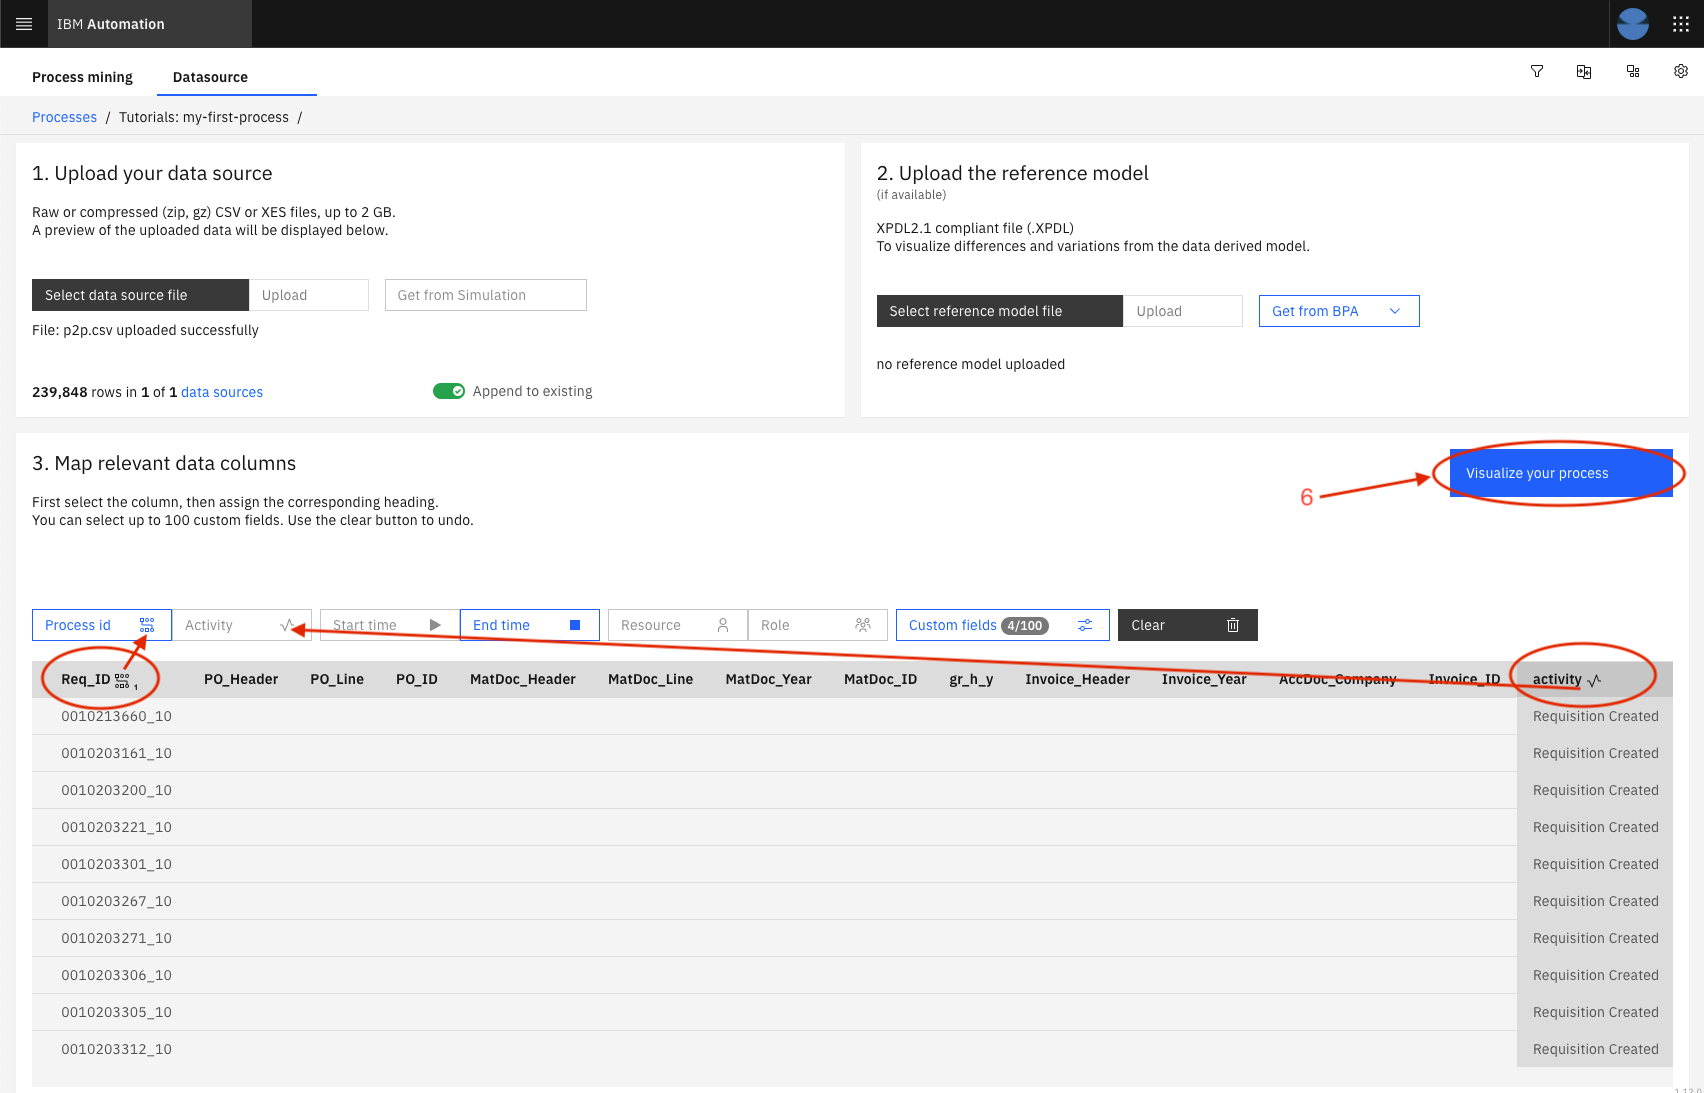 IBM Automation
Process mining Datasource
Processes / Tutorials: my-first-process /
1. Upload your data source
Raw or compressed (zip, gz) CSV or XES files, up to 2 GB.
A preview of the uploaded data will be displayed below.
Select data source file Upload Get from Simulation
File: p2p.csv uploaded successfully
239,848 rows in 1 of 1 data sources Append to existing
2. Upload the reference model
(if available)
XPDL2.1 compliant file (.XPDL)
To visualize differences and variations from the data derived model.
Select reference model file Upload Get from BPA
no reference model uploaded
3. Map relevant data columns
First select the column, then assign the corresponding heading.
You can select up to 100 custom fields. Use the clear button to undo.
6 Visualize your process
Process id Activity Start time End time Resource Role Custom fields 4/100 Clear
Req_ID 1 PO_Header PO_Line PO_ID MatDoc_Header MatDoc_Line MatDoc_Year MatDoc_ID gr_h_y Invoice_Header Invoice_Year AccDoc_Company Invoice_ID activity
0010213660_10 Requisition Created
0010203161_10 Requisition Created
0010203200_10 Requisition Created
0010203221_10 Requisition Created
0010203301_10 Requisition Created
0010203267_10 Requisition Created
0010203271_10 Requisition Created
0010203306_10 Requisition Created
0010203305_10 Requisition Created
0010203312_10 Requisition Created